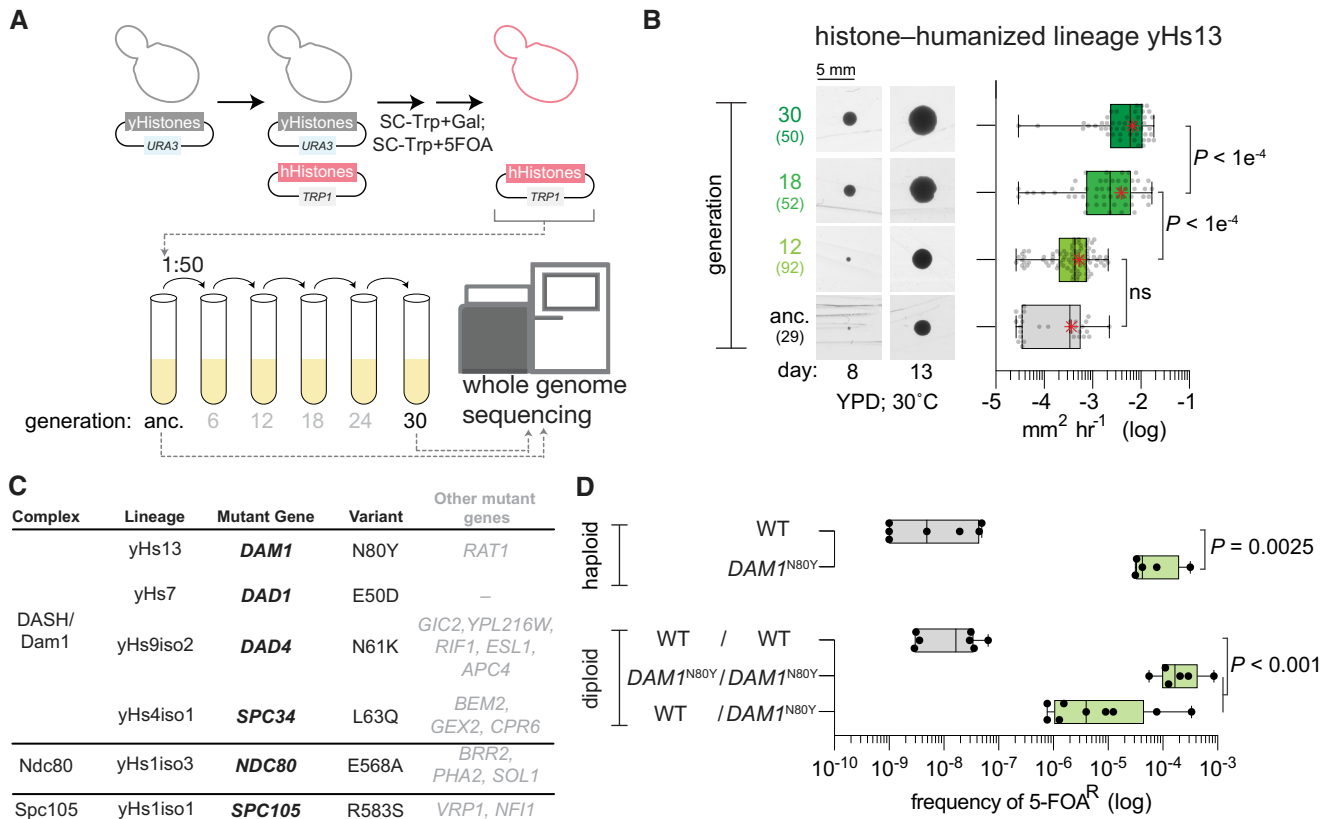 A
yHistones
URA3
yHistones
URA3
hHistones
TRP1
SC-Trp+Gal;
SC-Trp+5FOA
hHistones
TRP1
1:50
whole genome
sequencing
generation: anc. 6 12 18 24 30
B
histone–humanized lineage yHs13
5 mm
generation
30
(50)
18
(52)
12
(92)
anc.
(29)
day: 8 13
YPD; 30˚C
P < 1e-4
P < 1e-4
ns
-5 -4 -3 -2 -1
mm2 hr-1 (log)
C
Complex Lineage Mutant Gene Variant Other mutant genes
DASH/
Dam1
yHs13 DAM1 N80Y RAT1
yHs7 DAD1 E50D –
yHs9iso2 DAD4 N61K GIC2,YPL216W,
RIF1, ESL1,
APC4
yHs4iso1 SPC34 L63Q BEM2,
GEX2, CPR6
Ndc80 yHs1iso3 NDC80 E568A BRR2,
PHA2, SOL1
Spc105 yHs1iso1 SPC105 R583S VRP1, NFI1
D
haploid
WT
DAM1N80Y
P = 0.0025
diploid
WT / WT
DAM1N80Y/DAM1N80Y
WT /DAM1N80Y
P < 0.001
10-10 10-9 10-8 10-7 10-6 10-5 10-4 10-3
frequency of 5-FOAR (log)